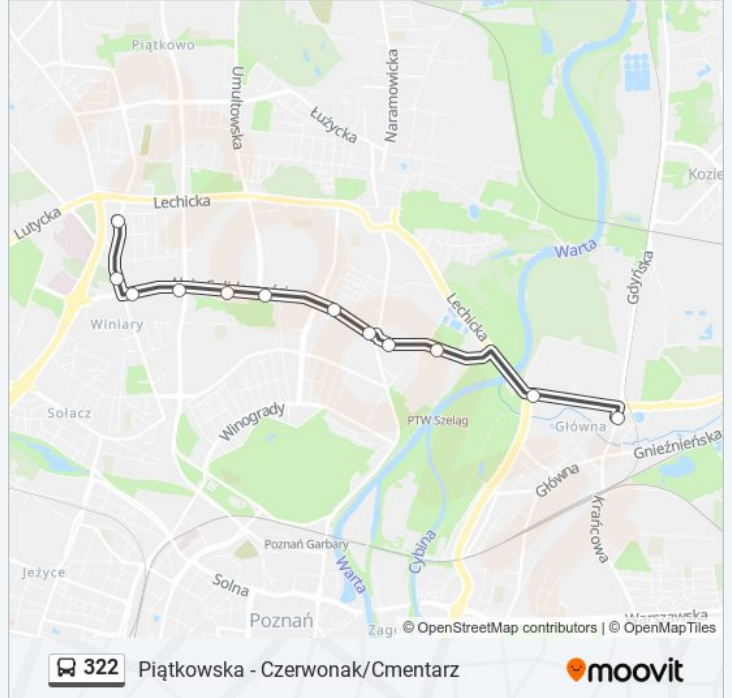 Piątkowo
Umultowska
Łużycka
Naramowicka
Kozie
Lutycka
Lechicka
Warta
Gdyńska
Lechicka
Winiary
Sołacz
Winogrady
PTW Szeląg
Główna
Gnieźnieńska
Główna
Krańcowa
Poznań Garbary
Jeżyce
Solna
Warta
Cybina
Poznań
Zago
Warszawska
© OpenStreetMap contributors | © OpenMapTiles
322 Piątkowska - Czerwonak/Cmentarz
moovit